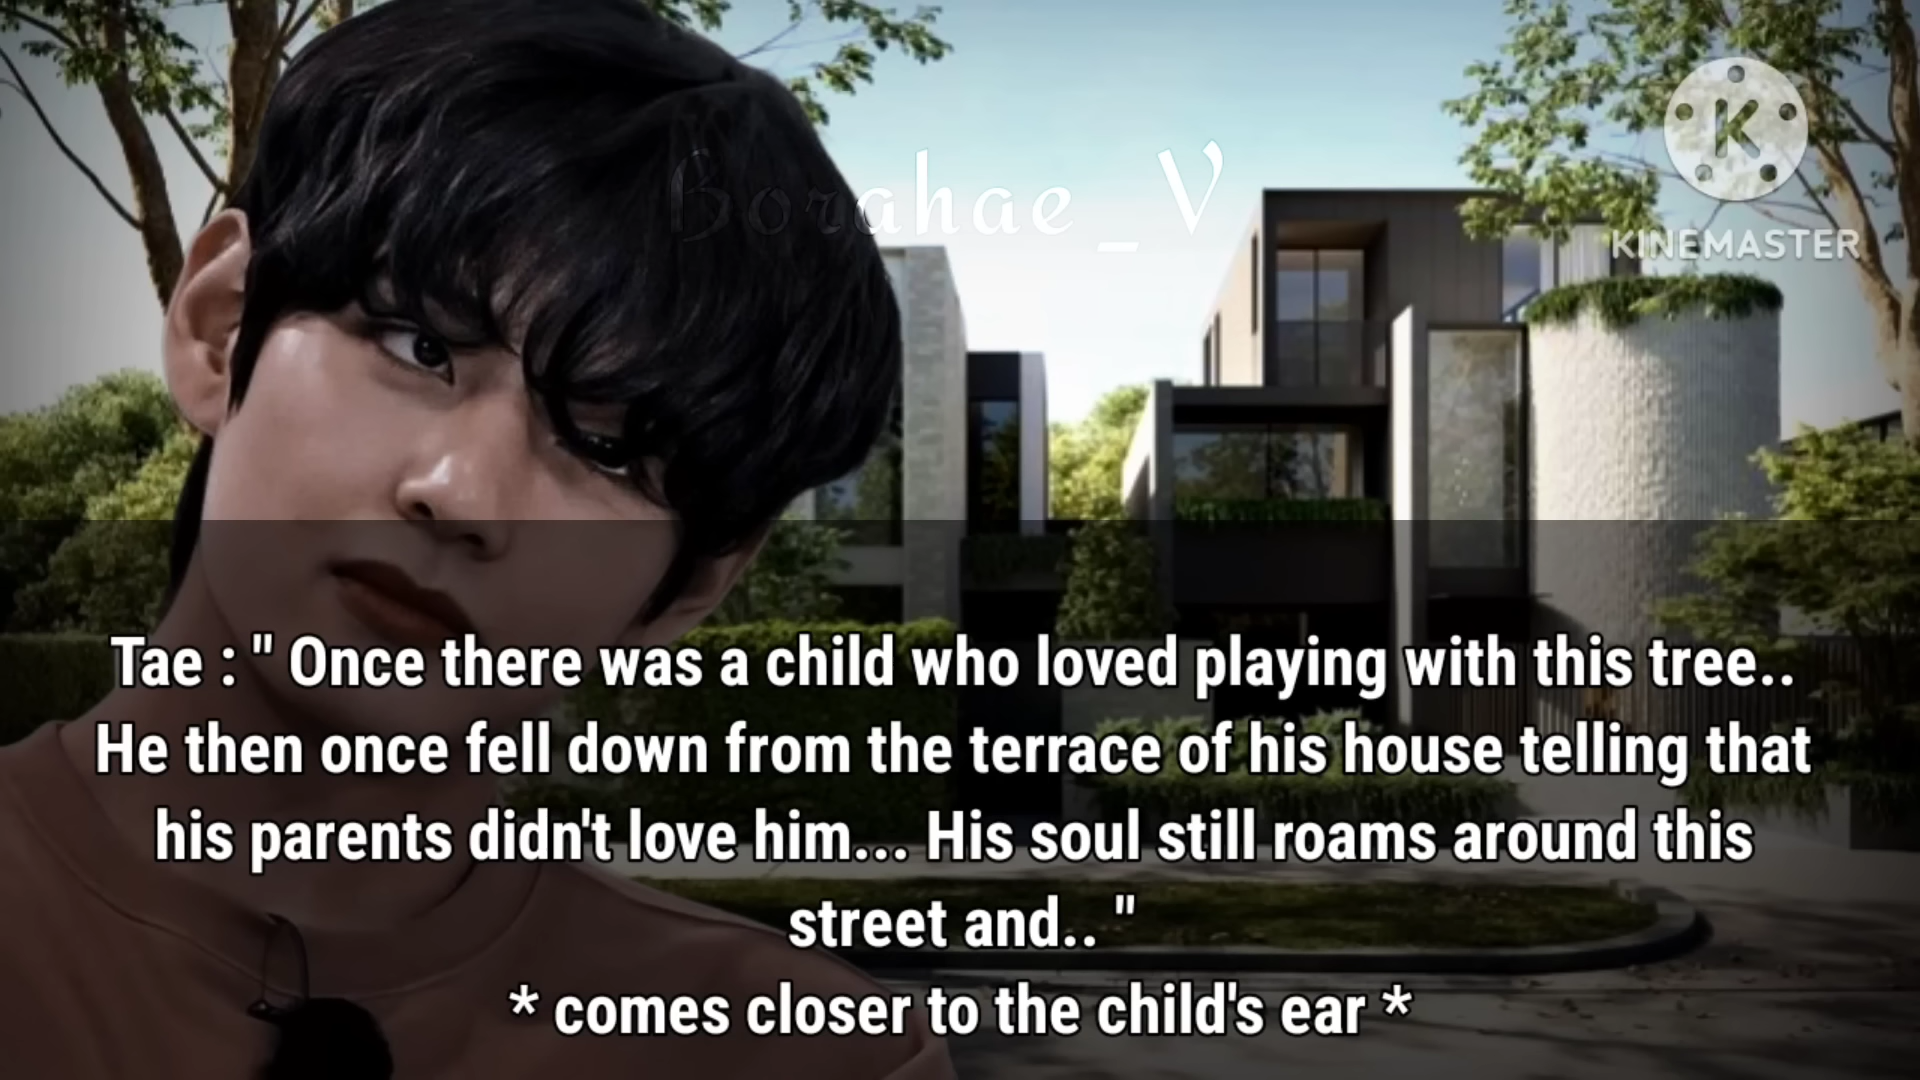 Borahae_V
K
KINEMASTER
Tae : " Once there was a child who loved playing with this tree..
He then once fell down from the terrace of his house telling that
his parents didn't love him... His soul still roams around this
street and.. "
* comes closer to the child's ear *